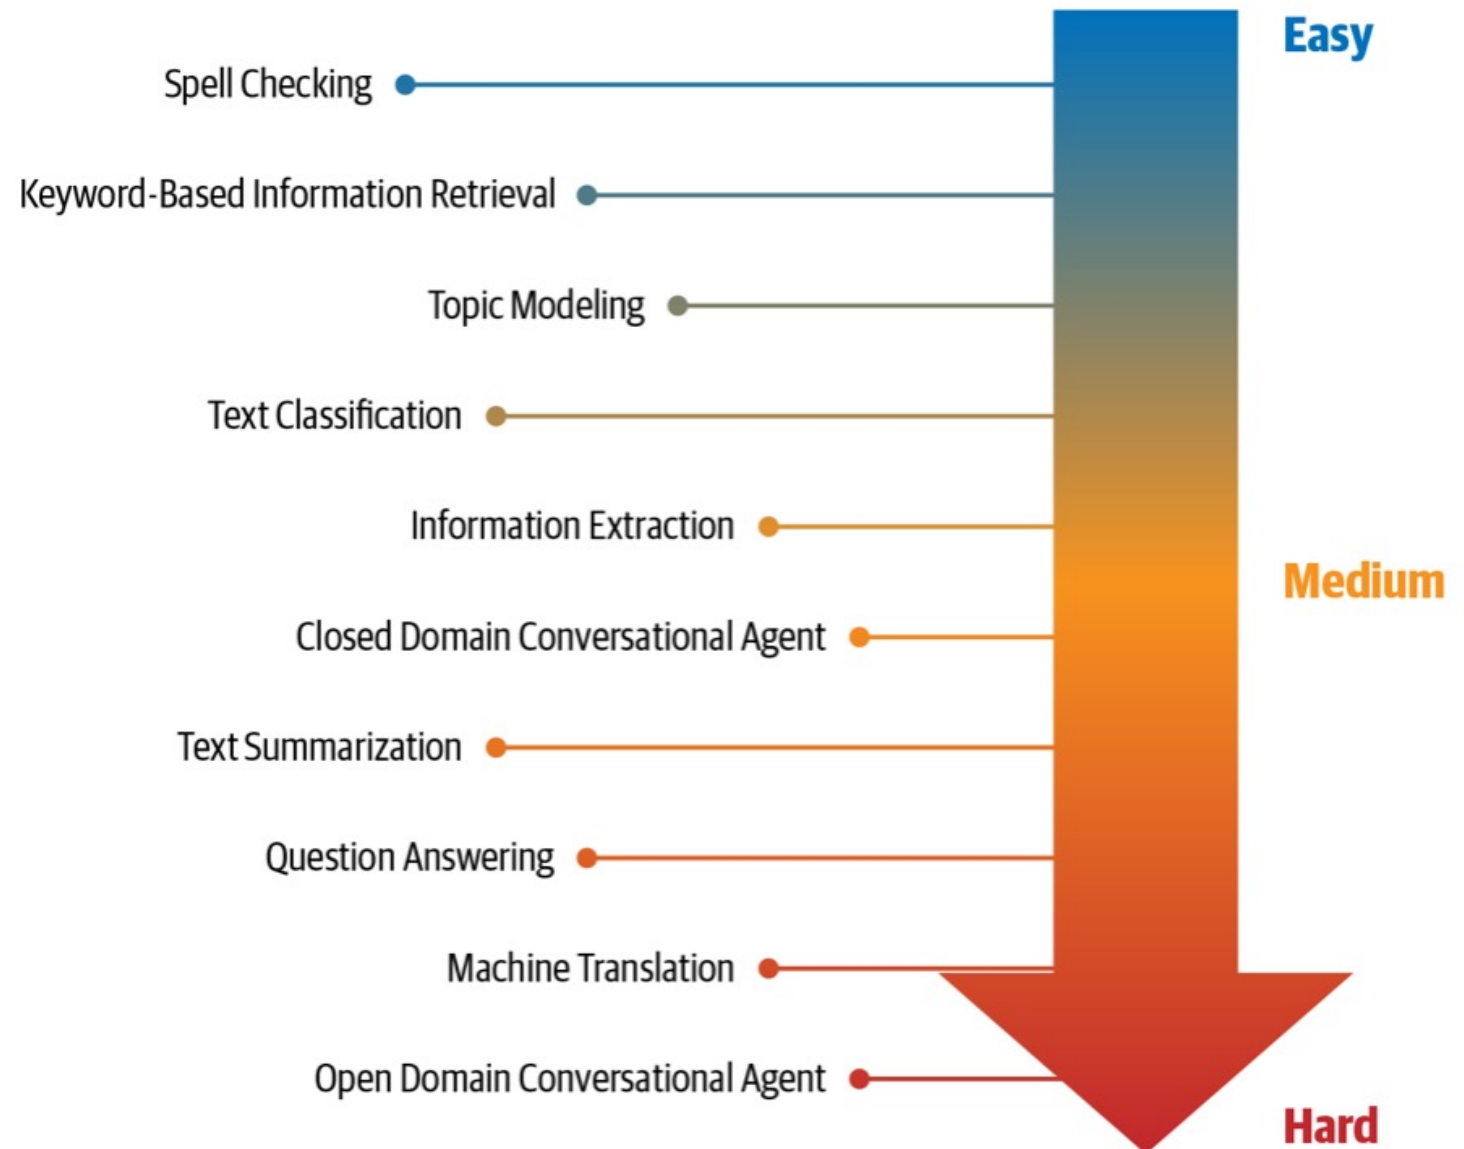 Easy
Spell Checking
Keyword-Based Information Retrieval
Topic Modeling
Text Classification
Information Extraction
Medium
Closed Domain Conversational Agent
Text Summarization
Question Answering
Machine Translation
Open Domain Conversational Agent
Hard